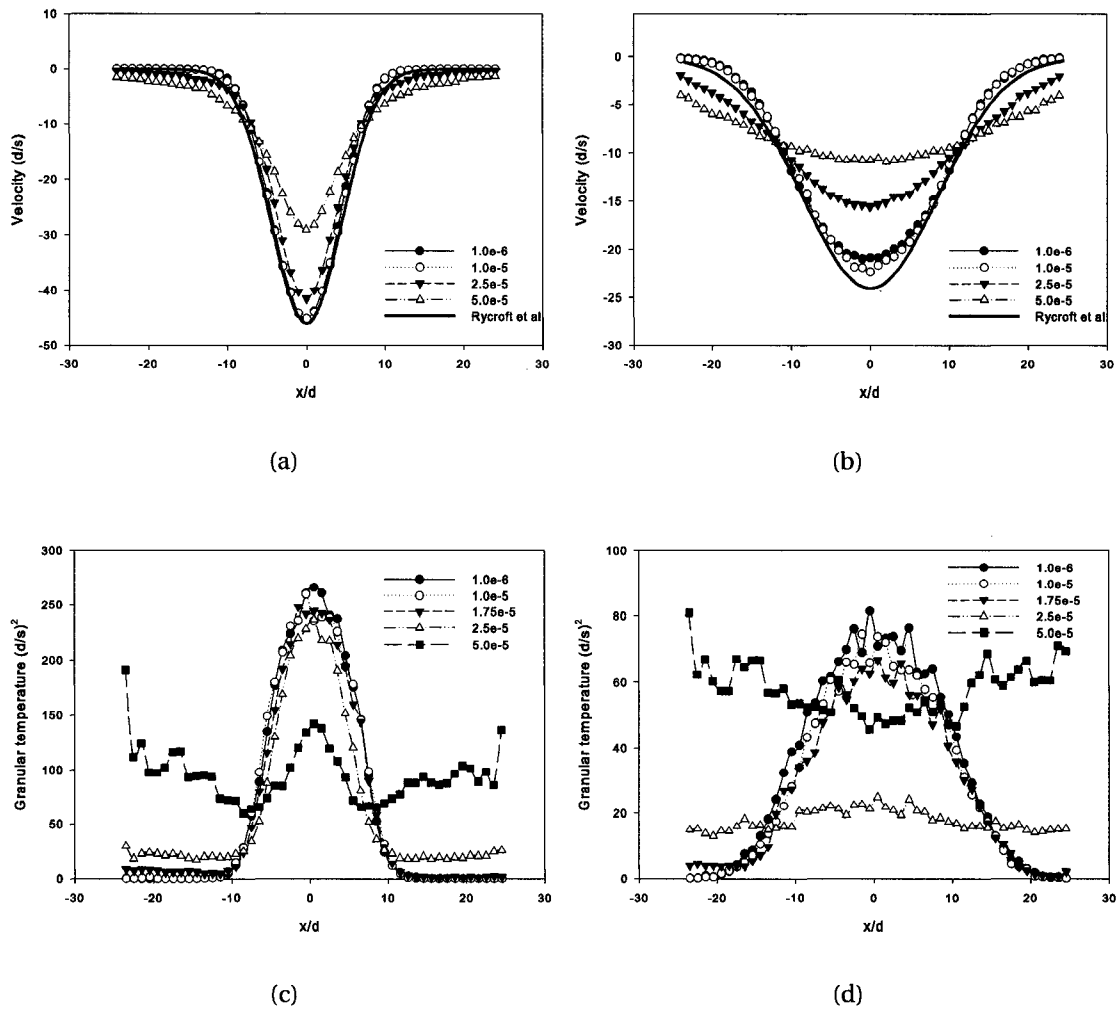 10
0
-10
-20
-30
-40
-50
Velocity (d/s)
1.0e-6
1.0e-5
2.5e-5
5.0e-5
Rycroft et al
-30 -20 -10 0 10 20 30
x/d
(a)
0
-5
-10
-15
-20
-25
-30
Velocity (d/s)
1.0e-6
1.0e-5
2.5e-5
5.0e-5
Rycroft et al
-30 -20 -10 0 10 20 30
x/d
(b)
300
250
200
150
100
50
0
Granular temperature (d/s)²
1.0e-6
1.0e-5
1.75e-5
2.5e-5
5.0e-5
-30 -20 -10 0 10 20 30
x/d
(c)
100
80
60
40
20
0
Granular temperature (d/s)²
1.0e-6
1.0e-5
1.75e-5
2.5e-5
5.0e-5
-30 -20 -10 0 10 20 30
x/d
(d)